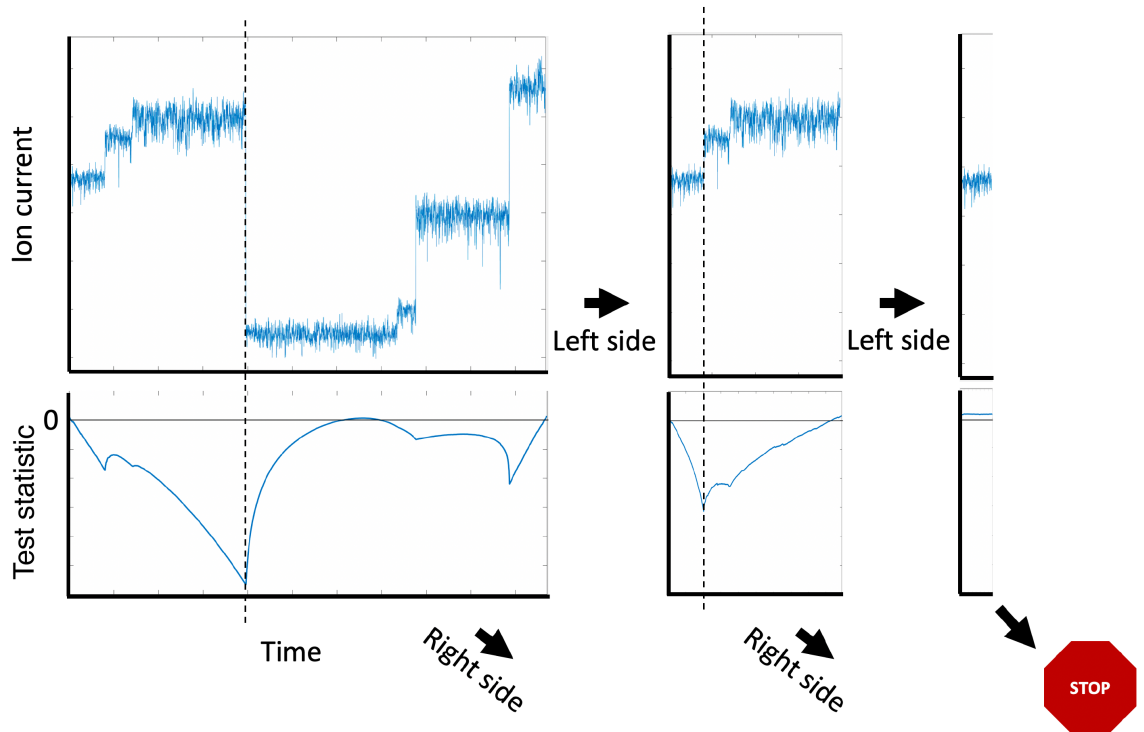 Ion current
Left side
Left side
0
Test statistic
Time
Right side
Right side
STOP